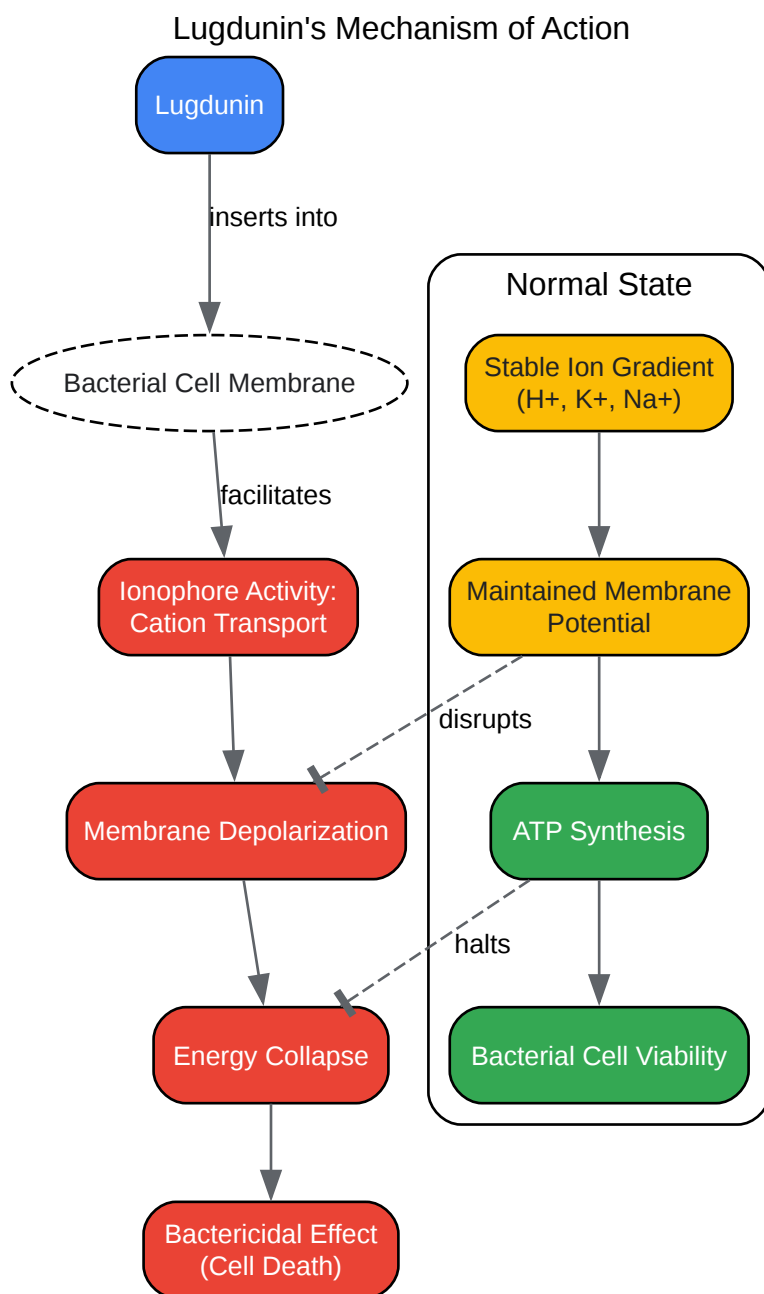 Lugdunin's Mechanism of Action
Lugdunin
inserts into
Bacterial Cell Membrane
facilitates
Ionophore Activity:
Cation Transport
Membrane Depolarization
Energy Collapse
Bactericidal Effect
(Cell Death)
Normal State
Stable Ion Gradient
(H+, K+, Na+)
Maintained Membrane
Potential
disrupts
ATP Synthesis
halts
Bacterial Cell Viability